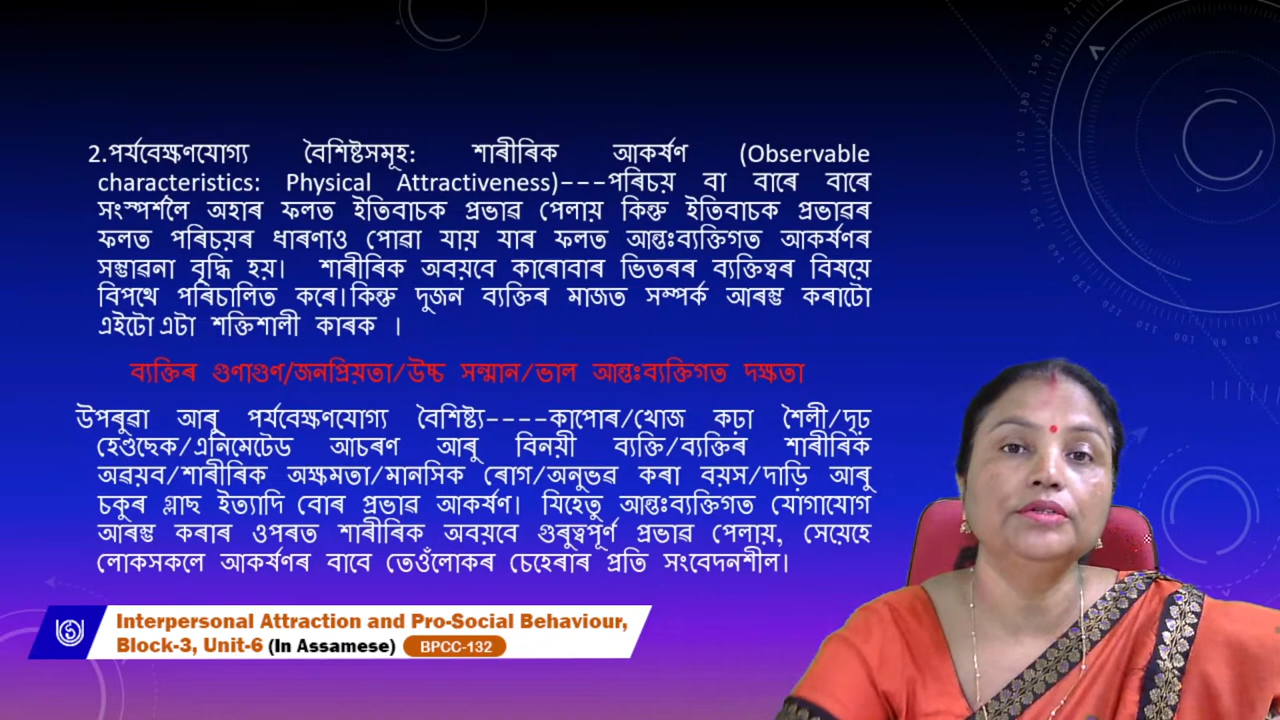 2.পৰ্যবেক্ষণযোগ্য বৈশিষ্টসমূহ: শাৰীৰিক আকৰ্ষণ (Observable
characteristics: Physical Attractiveness)---পৰিচয় বা বাৰে বাৰে
সংস্পৰ্শলৈ অহাৰ ফলত ইতিবাচক প্ৰভাৱ পেলায় কিন্তু ইতিবাচক প্ৰভাৱৰ
ফলত পৰিচয়ৰ ধাৰণাও পোৱা যায় যাৰ ফলত আন্তঃব্যক্তিগত আকৰ্ষণৰ
সম্ভাৱনা বৃদ্ধি হয়। শাৰীৰিক অবয়বে কাৰোবাৰ ভিতৰৰ ব্যক্তিত্বৰ বিষয়ে
বিপথে পৰিচালিত কৰে।কিন্তু দুজন ব্যক্তিৰ মাজত সম্পৰ্ক আৰম্ভ কৰাটো
এইটো এটা শক্তিশালী কাৰক ।
ব্যক্তিৰ গুনাগুণ/জনপ্ৰিয়তা/উচ্চ সন্মান/ভাল আন্তঃব্যক্তিগত দক্ষতা
উপৰুৱা আৰু পৰ্যবেক্ষণযোগ্য বৈশিষ্ট্য----কাপোৰ/খোজ কঢ়া শৈলী/দৃঢ়
হেণ্ডছেক/এনিমেটেড আচৰণ আৰু বিনয়ী ব্যক্তি/ব্যক্তিৰ শাৰীৰিক
অৱয়ব/শাৰীৰিক অক্ষমতা/মানসিক ৰোগ/অনুভৱ কৰা বয়স/দাড়ি আৰু
চকুৰ গ্লাছ ইত্যাদি বোৰ প্ৰভাৱ আকৰ্ষণ। যিহেতু আন্তঃব্যক্তিগত যোগাযোগ
আৰম্ভ কৰাৰ ওপৰত শাৰীৰিক অবয়বে গুৰুত্বপূৰ্ণ প্ৰভাৱ পেলায়, সেয়েহে
লোকসকলে আকৰ্ষণৰ বাবে তেওঁলোকৰ চেহেৰাৰ প্ৰতি সংবেদনশীল।
Interpersonal Attraction and Pro-Social Behaviour,
Block-3, Unit-6 (In Assamese) BPCC-132